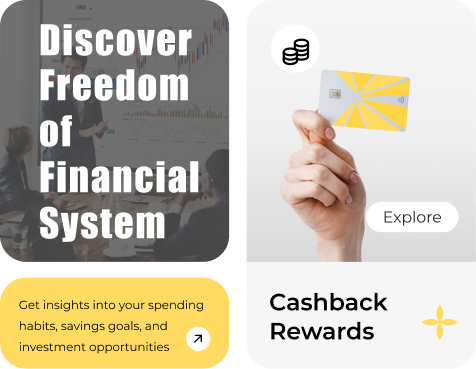 Discover
Freedom
of
Financial
System
Get insights into your spending
habits, savings goals, and
investment opportunities
Explore
Cashback
Rewards